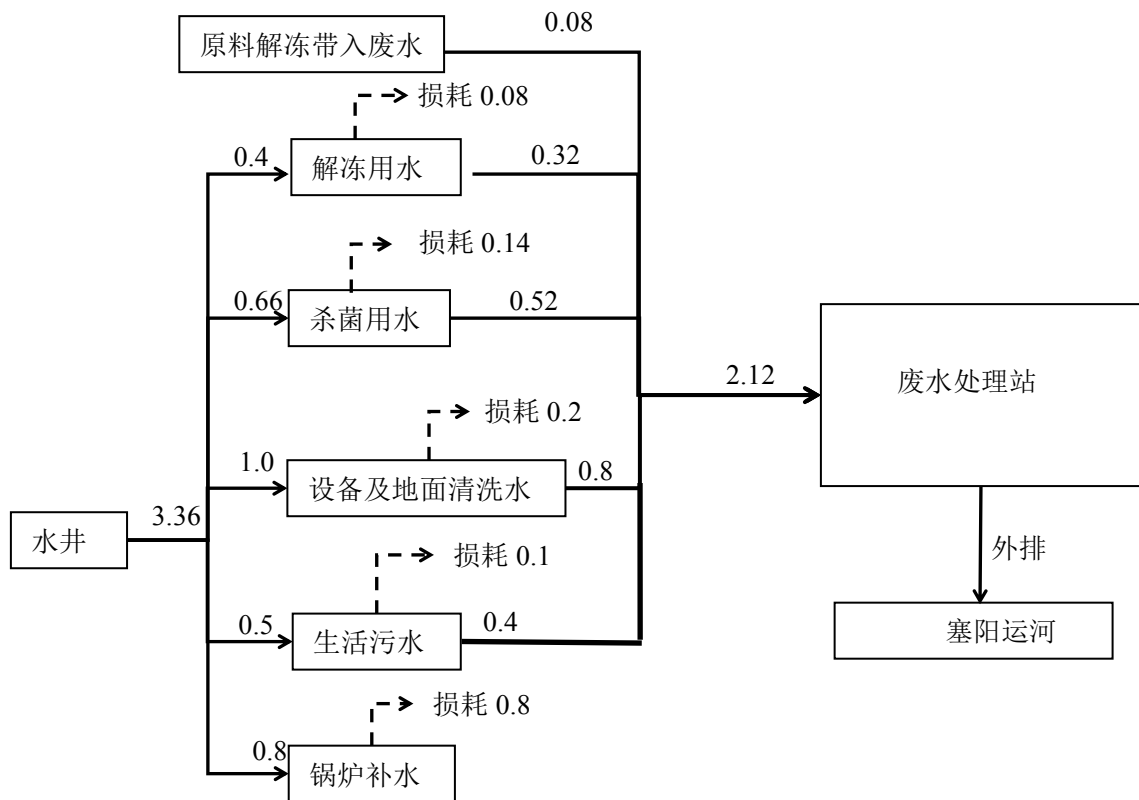 0.08
原料解冻带入废水
损耗 0.08
0.4
解冻用水
0.32
损耗 0.14
0.66
杀菌用水
0.52
2.12
废水处理站
损耗 0.2
1.0
设备及地面清洗水
0.8
3.36
水井
损耗 0.1
外排
0.5
生活污水
0.4
塞阳运河
损耗 0.8
0.8
锅炉补水